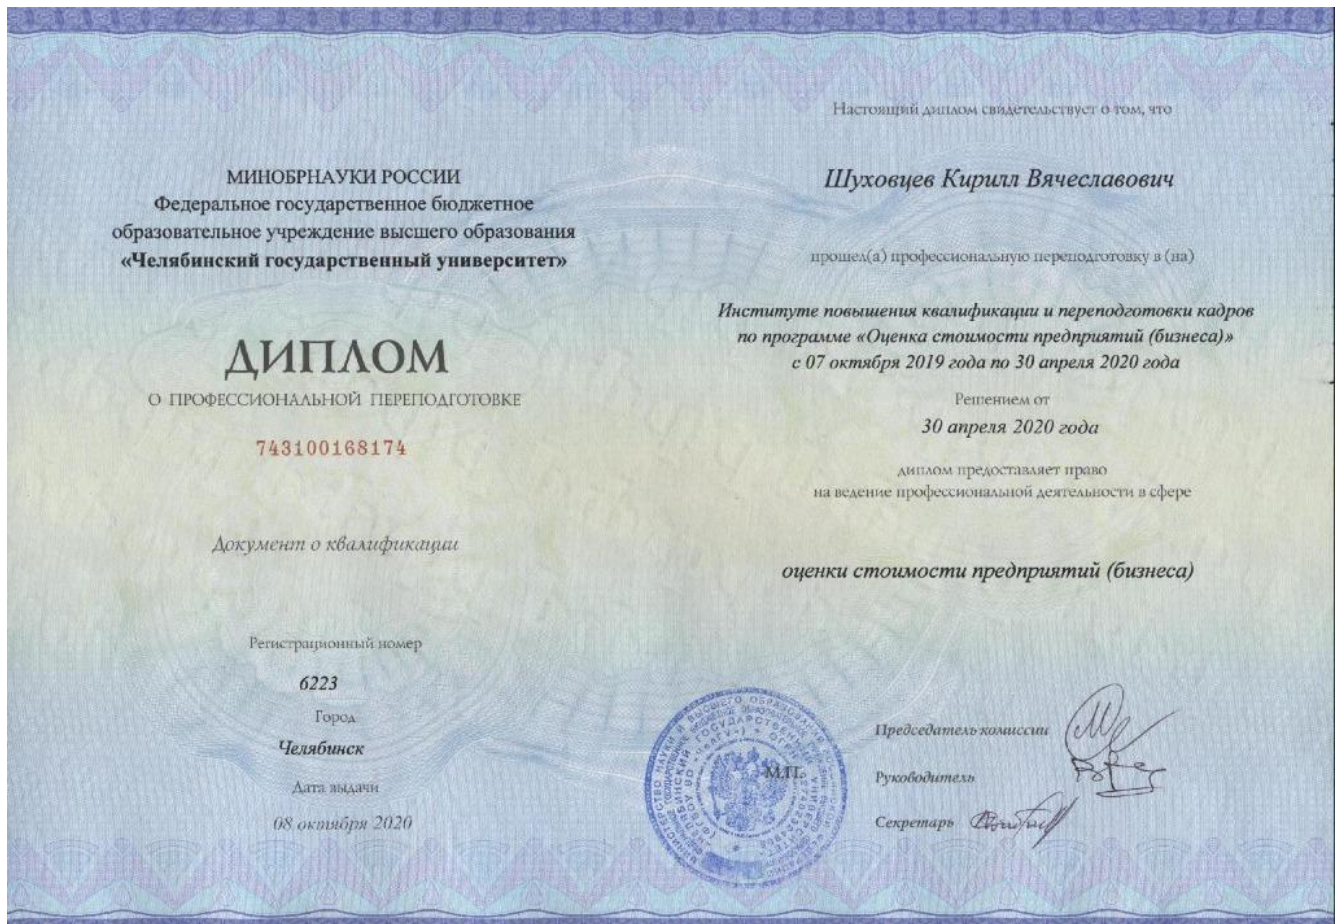 МИНОБРНАУКИ РОССИИ
Федеральное государственное бюджетное
образовательное учреждение высшего образования
«Челябинский государственный университет»
ДИПЛОМ
О ПРОФЕССИОНАЛЬНОЙ ПЕРЕПОДГОТОВКЕ
743100168174
Документ о квалификации
Регистрационный номер
6223
Город
Челябинск
Дата выдачи
08 октября 2020
Настоящий диплом свидетельствует о том, что
Шуховцев Кирилл Вячеславович
прошел(а) профессиональную переподготовку в (на)
Институте повышения квалификации и переподготовки кадров
по программе «Оценка стоимости предприятий (бизнеса)»
с 07 октября 2019 года по 30 апреля 2020 года
Решением от
30 апреля 2020 года
диплом предоставляет право
на ведение профессиональной деятельности в сфере
оценки стоимости предприятий (бизнеса)
М.П.
Председатель комиссии
Руководитель
Секретарь